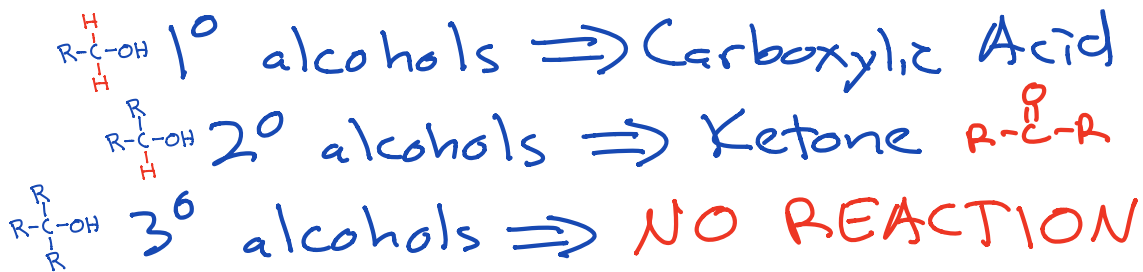 R-C-OH H H 1° alcohols ⇒ Carboxylic Acid
R-C-OH R H 2° alcohols ⇒ Ketone R-C-R O
R-C-OH R R 3° alcohols ⇒ NO REACTION